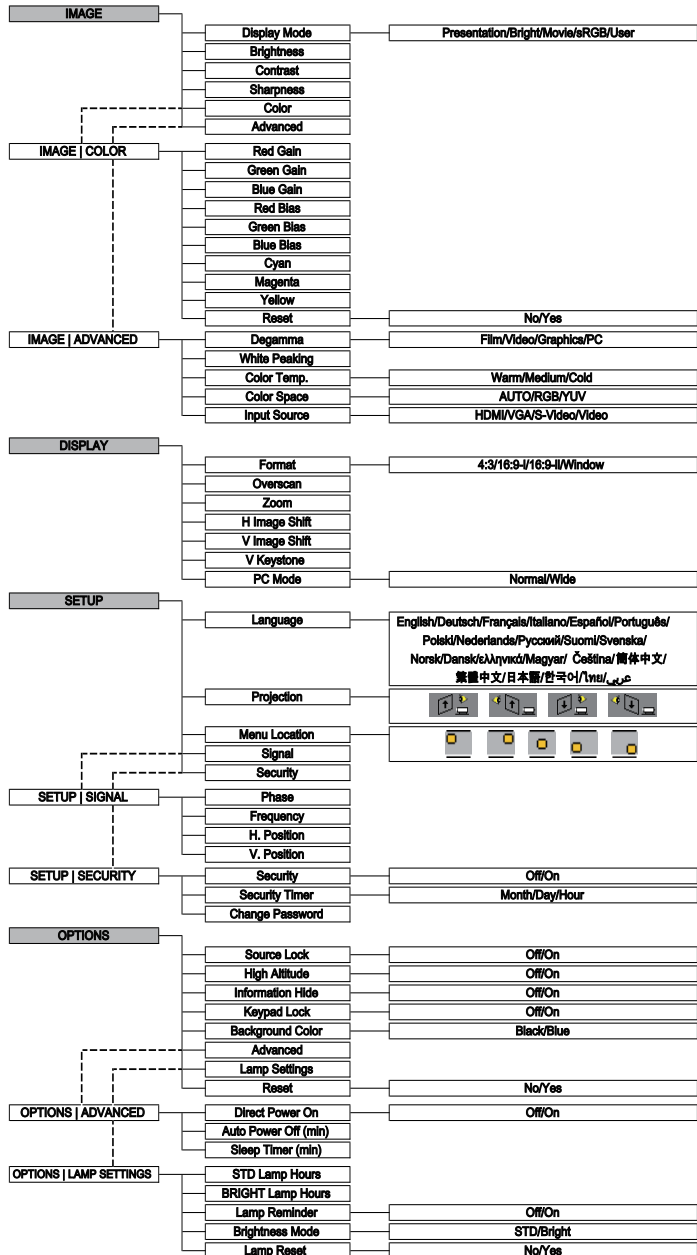 IMAGE
Display Mode Presentation/Bright/Movie/sRGB/User
Brightness
Contrast
Sharpness
Color
Advanced
IMAGE | COLOR Red Gain
Green Gain
Blue Gain
Red Bias
Green Bias
Blue Bias
Cyan
Magenta
Yellow
Reset No/Yes
IMAGE | ADVANCED Degamma Film/Video/Graphics/PC
White Peaking
Color Temp. Warm/Medium/Cold
Color Space AUTO/RGB/YUV
Input Source HDMI/VGA/S-Video/Video
DISPLAY
Format 4:3/16:9-I/16:9-II/Window
Overscan
Zoom
H Image Shift
V Image Shift
V Keystone
PC Mode Normal/Wide
SETUP
Language English/Deutsch/Français/Italiano/Español/Português/
Polski/Nederlands/Русский/Suomi/Svenska/
Norsk/Dansk/ελληνικά/Magyar/ Čeština/簡体中文/
繁體中文/日本語/한국어/ไทย/عربي
Projection
Menu Location
Signal
Security
SETUP | SIGNAL Phase
Frequency
H. Position
V. Position
SETUP | SECURITY Security Off/On
Security Timer Month/Day/Hour
Change Password
OPTIONS
Source Lock Off/On
High Altitude Off/On
Information Hide Off/On
Keypad Lock Off/On
Background Color Black/Blue
Advanced
Lamp Settings
Reset No/Yes
OPTIONS | ADVANCED Direct Power On Off/On
Auto Power Off (min)
Sleep Timer (min)
OPTIONS | LAMP SETTINGS STD Lamp Hours
BRIGHT Lamp Hours
Lamp Reminder Off/On
Brightness Mode STD/Bright
Lamp Reset No/Yes